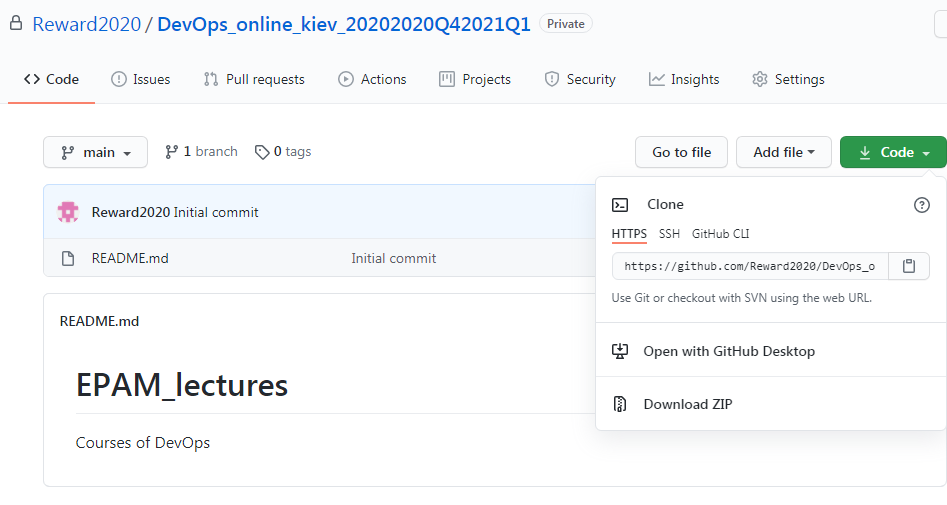 Reward2020 / DevOps_online_kiev_20202020Q42021Q1 Private
Code Issues Pull requests Actions Projects Security Insights Settings
main 1 branch 0 tags Go to file Add file Code
Reward2020 Initial commit
README.md Initial commit
Clone
HTTPS SSH GitHub CLI
https://github.com/Reward2020/DevOps_o
Use Git or checkout with SVN using the web URL.
Open with GitHub Desktop
Download ZIP
README.md
EPAM_lectures
Courses of DevOps